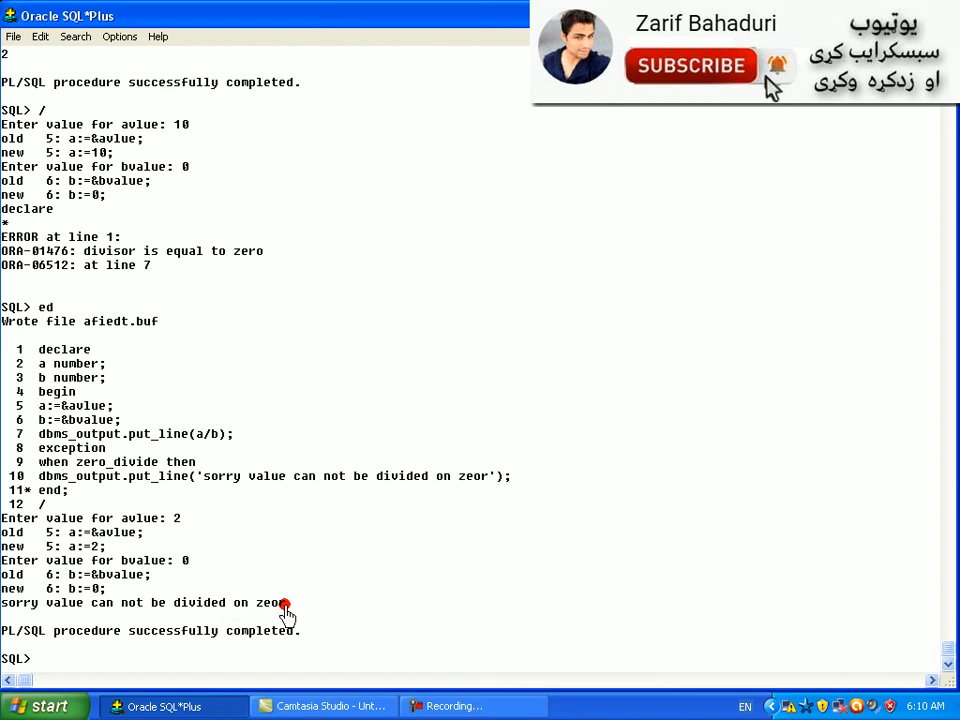 Oracle SQL*Plus
File Edit Search Options Help
Zarif Bahaduri
SUBSCRIBE
یوټیوب
سبسکرایب کړی
او زدکړه وکړی
2
PL/SQL procedure successfully completed.
SQL> /
Enter value for avlue: 10
old   5: a:=&avlue;
new   5: a:=10;
Enter value for bvalue: 0
old   6: b:=&bvalue;
new   6: b:=0;
declare
*
ERROR at line 1:
ORA-01476: divisor is equal to zero
ORA-06512: at line 7
SQL> ed
Wrote file afiedt.buf
1  declare
2  a number;
3  b number;
4  begin
5  a:=&avlue;
6  b:=&bvalue;
7  dbms_output.put_line(a/b);
8  exception
9  when zero_divide then
10  dbms_output.put_line('sorry value can not be divided on zeor');
11* end;
12  /
Enter value for avlue: 2
old   5: a:=&avlue;
new   5: a:=2;
Enter value for bvalue: 0
old   6: b:=&bvalue;
new   6: b:=0;
sorry value can not be divided on zeor
PL/SQL procedure successfully completed.
SQL>
start
Oracle SQL*Plus
Camtasia Studio - Unt...
Recording...
EN
6:10 AM